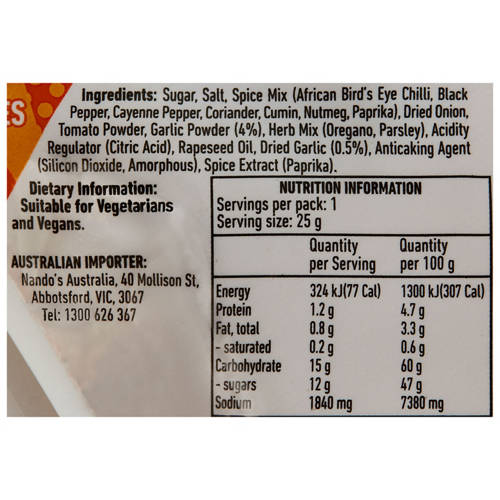 ES
Ingredients: Sugar, Salt, Spice Mix (African Bird's Eye Chilli, Black
Pepper, Cayenne Pepper, Coriander, Cumin, Nutmeg, Paprika), Dried Onion,
Tomato Powder, Garlic Powder (4%), Herb Mix (Oregano, Parsley), Acidity
Regulator (Citric Acid), Rapeseed Oil, Dried Garlic (0.5%), Anticaking Agent
(Silicon Dioxide, Amorphous), Spice Extract (Paprika).
Dietary Information:
Suitable for Vegetarians
and Vegans.
AUSTRALIAN IMPORTER:
Nando's Australia, 40 Mollison St,
Abbotsford, VIC, 3067
Tel: 1300 626 367
NUTRITION INFORMATION
Servings per pack: 1
Serving size: 25 g
Quantity per Serving Quantity per 100 g
Energy 324 kJ(77 Cal) 1300 kJ(307 Cal)
Protein 1.2 g 4.7 g
Fat, total 0.8 g 3.3 g
- saturated 0.2 g 0.6 g
Carbohydrate 15 g 60 g
- sugars 12 g 47 g
Sodium 1840 mg 7380 mg